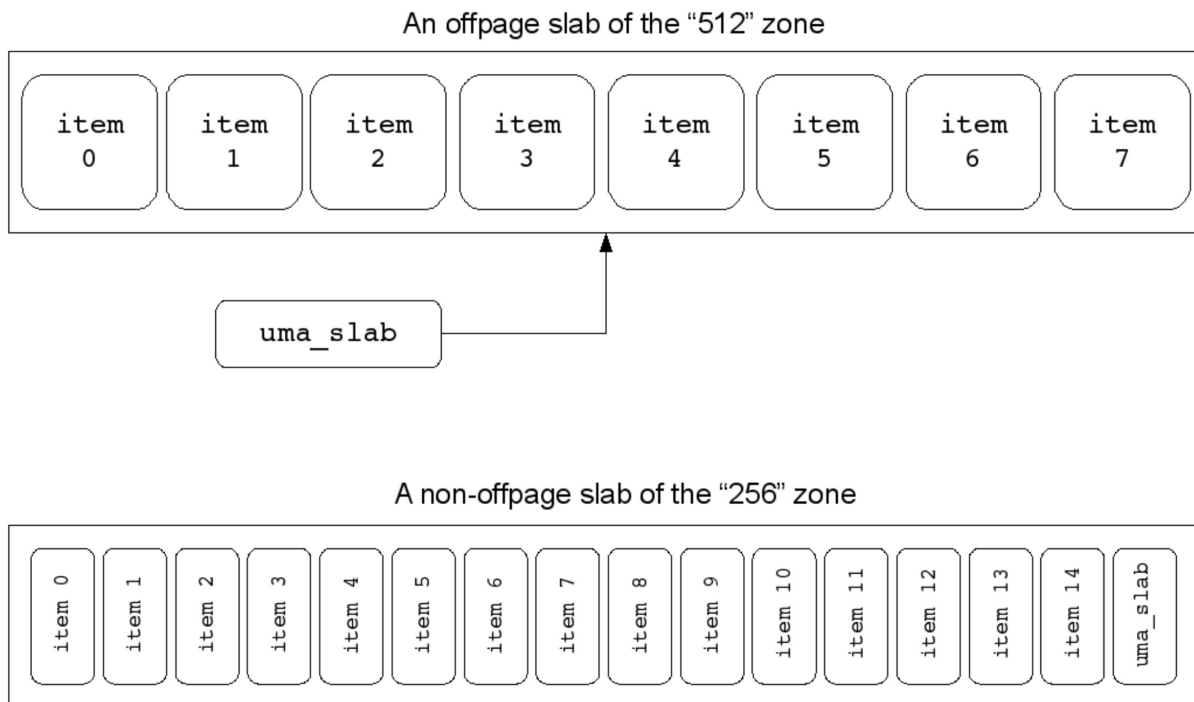 An offpage slab of the “512” zone
item item item item item item item item
0 1 2 3 4 5 6 7
uma_slab
A non-offpage slab of the “256” zone
item 0
item 1
item 2
item 3
item 4
item 5
item 6
item 7
item 8
item 9
item 10
item 11
item 12
item 13
item 14
uma_slab